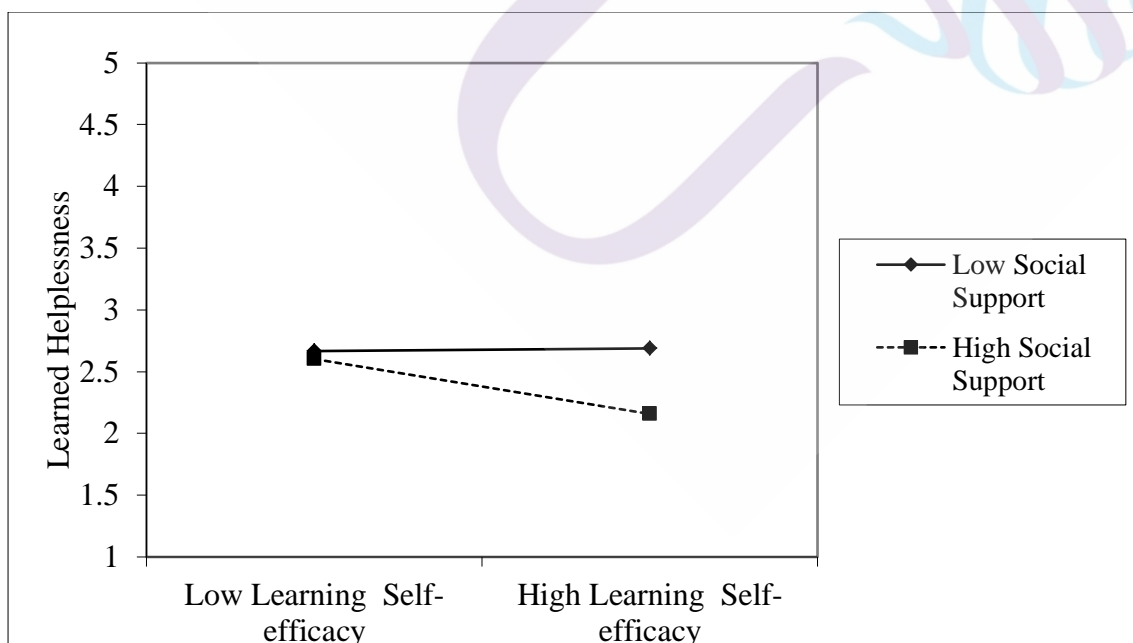 5
4.5
4
3.5
3
2.5
2
1.5
1
Learned Helplessness
Low Learning Self-
efficacy
High Learning Self-
efficacy
Low Social
Support
High Social
Support